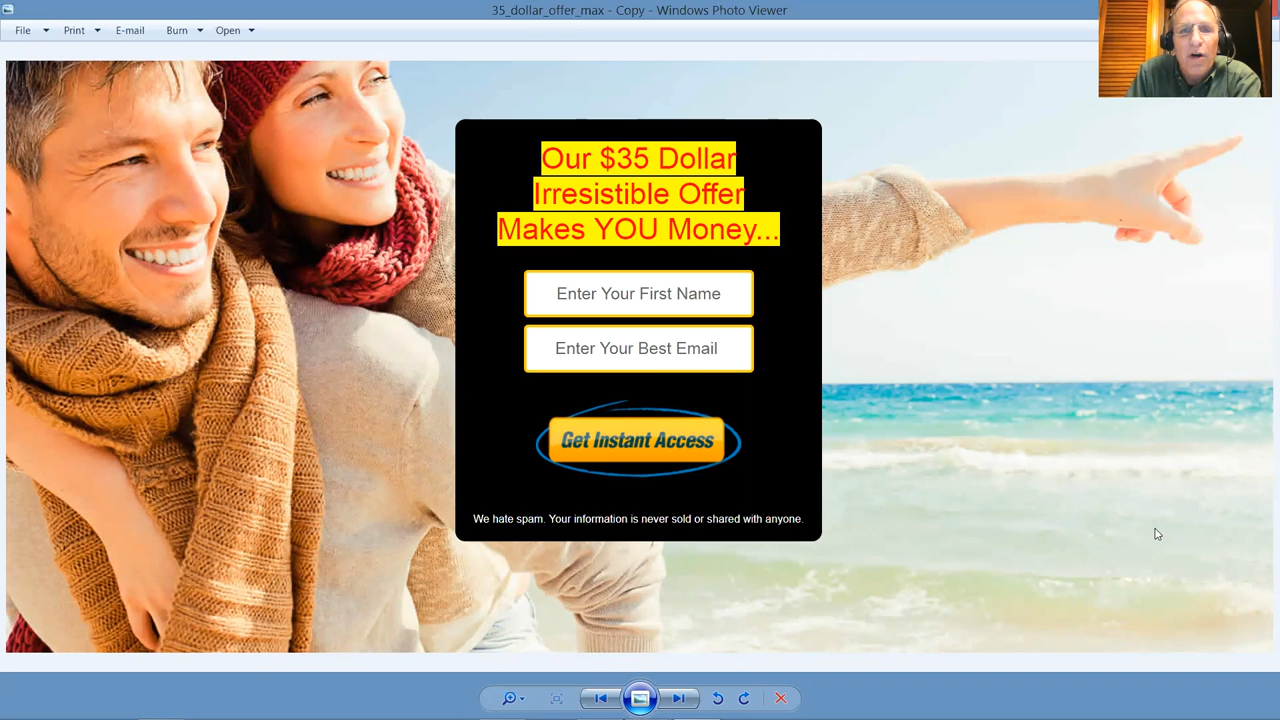 35_dollar_offer_max - Copy - Windows Photo Viewer
File Print E-mail Burn Open
Our $35 Dollar
Irresistible Offer
Makes YOU Money...
Enter Your First Name
Enter Your Best Email
Get Instant Access
We hate spam. Your information is never sold or shared with anyone.